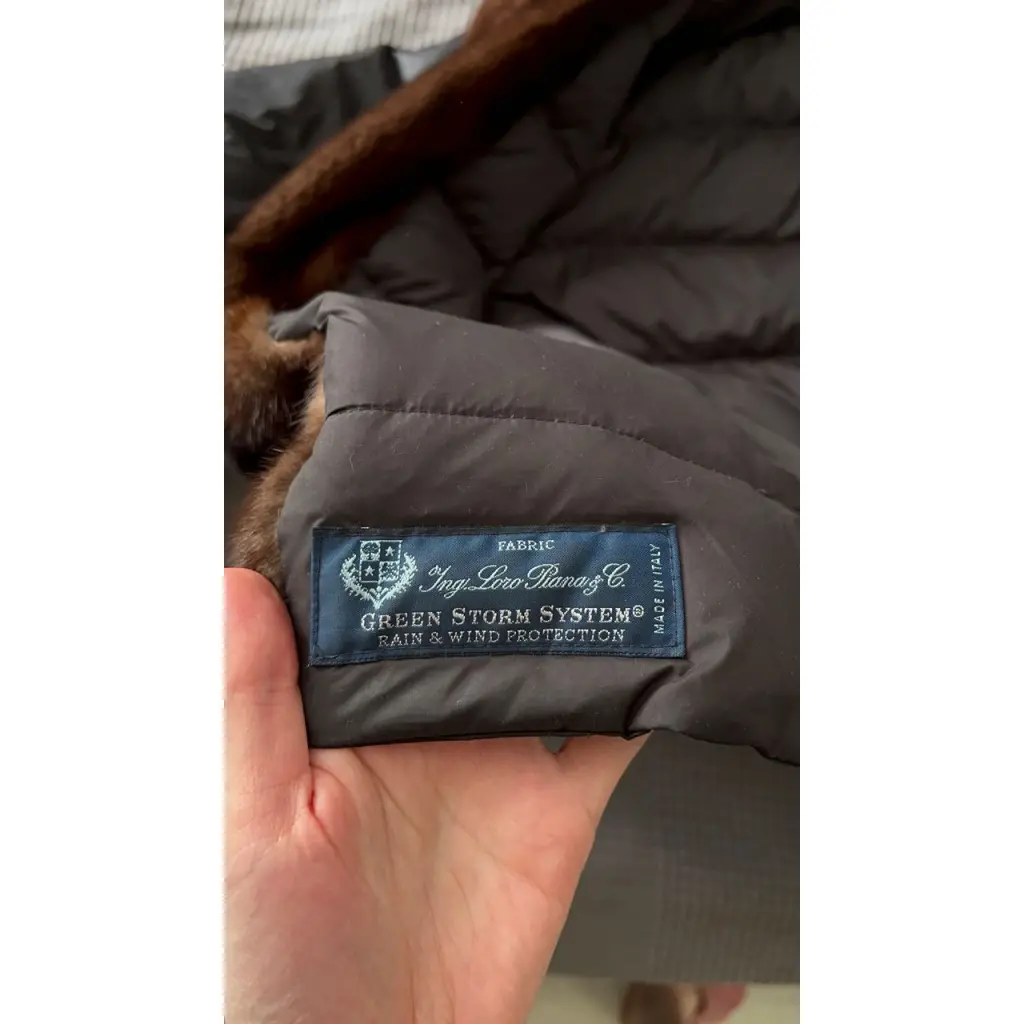 FABRIC
Ing. Loro Piana & C.
GREEN STORM SYSTEM®
RAIN & WIND PROTECTION
MADE IN ITALY